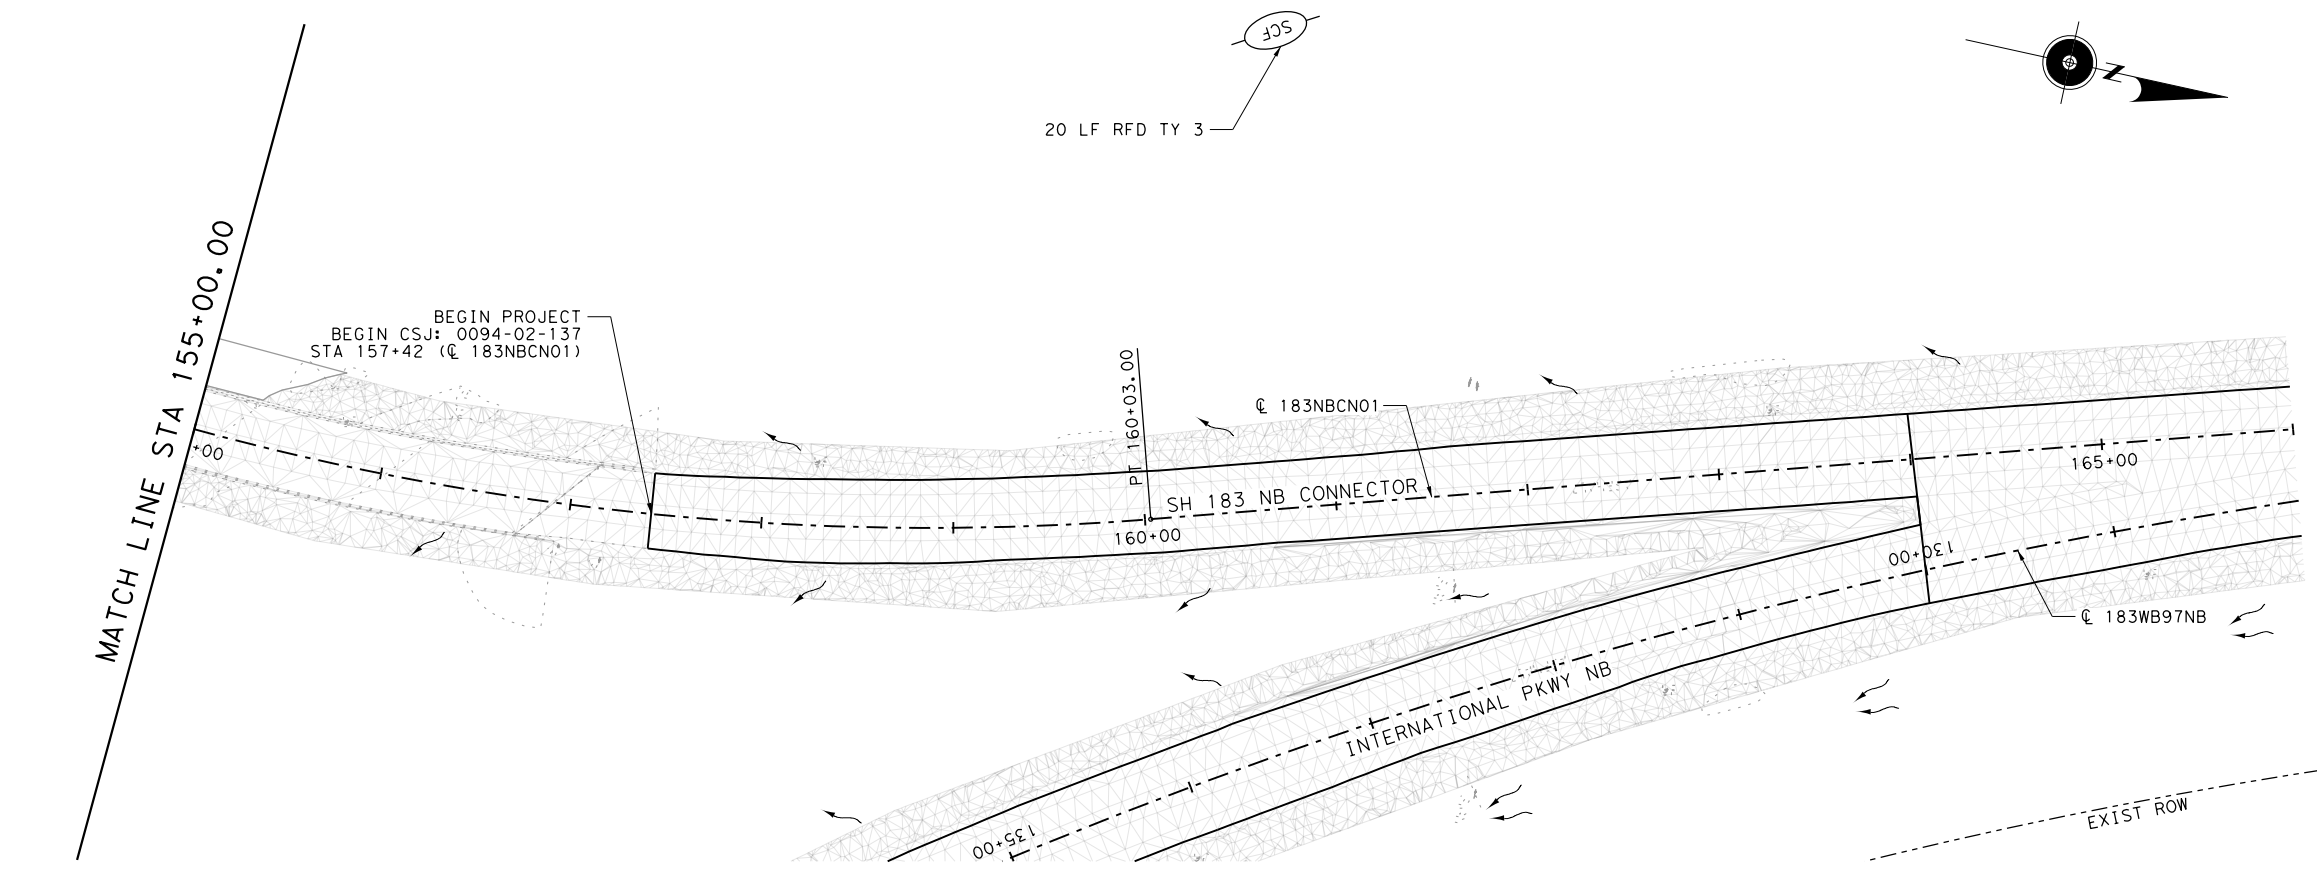 SCF
N
20 LF RFD TY 3
MATCH LINE STA 155+00.00
BEGIN PROJECT
BEGIN CSJ: 0094-02-137
STA 157+42 (℄ 183NBCN01)
+00
PT 160+03.00
℄ 183NBCN01
SH 183 NB CONNECTOR
160+00
165+00
130+00
℄ 183WB97NB
INTERNATIONAL PKWY NB
135+00
EXIST ROW